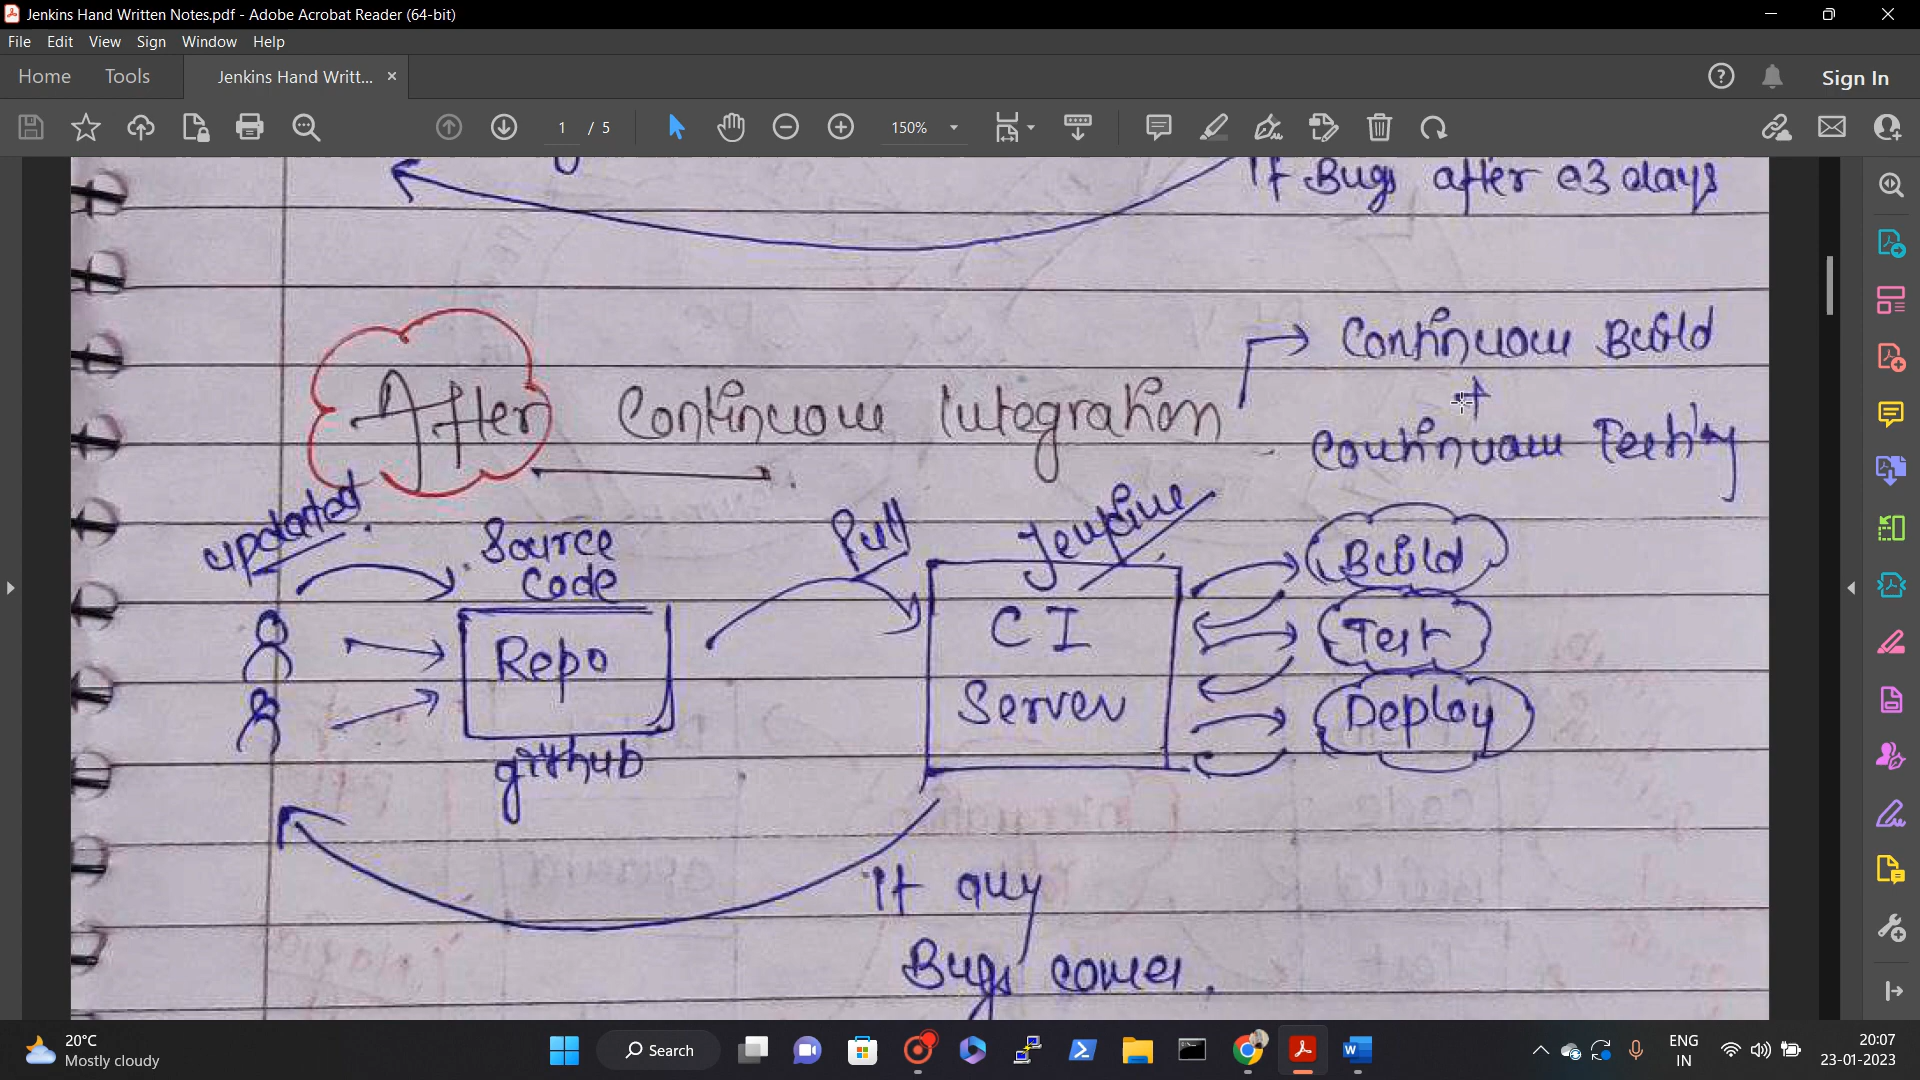 Jenkins Hand Written Notes.pdf - Adobe Acrobat Reader (64-bit)
File Edit View Sign Window Help
Home Tools Jenkins Hand Writt... × Sign In
1 / 5 150%
If Bugs after 03 days
After Continuous Integration
Continuous Build
+
Continuous Testing
updated.
Source
Code
Pull
Jenkins
Repo
github
CI
Server
Build
Test
Deploy
If any
Bugs comes.
20°C
Mostly cloudy
Search
ENG
IN
20:07
23-01-2023